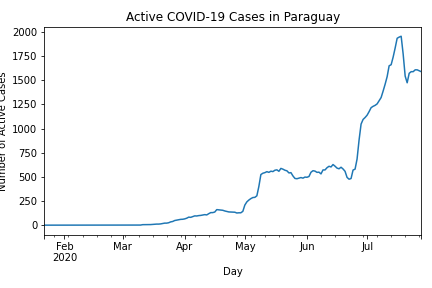 Active COVID-19 Cases in Paraguay
Number of Active Cases
2000
1750
1500
1250
1000
750
500
250
0
Feb
2020
Mar
Apr
May
Jun
Jul
Day